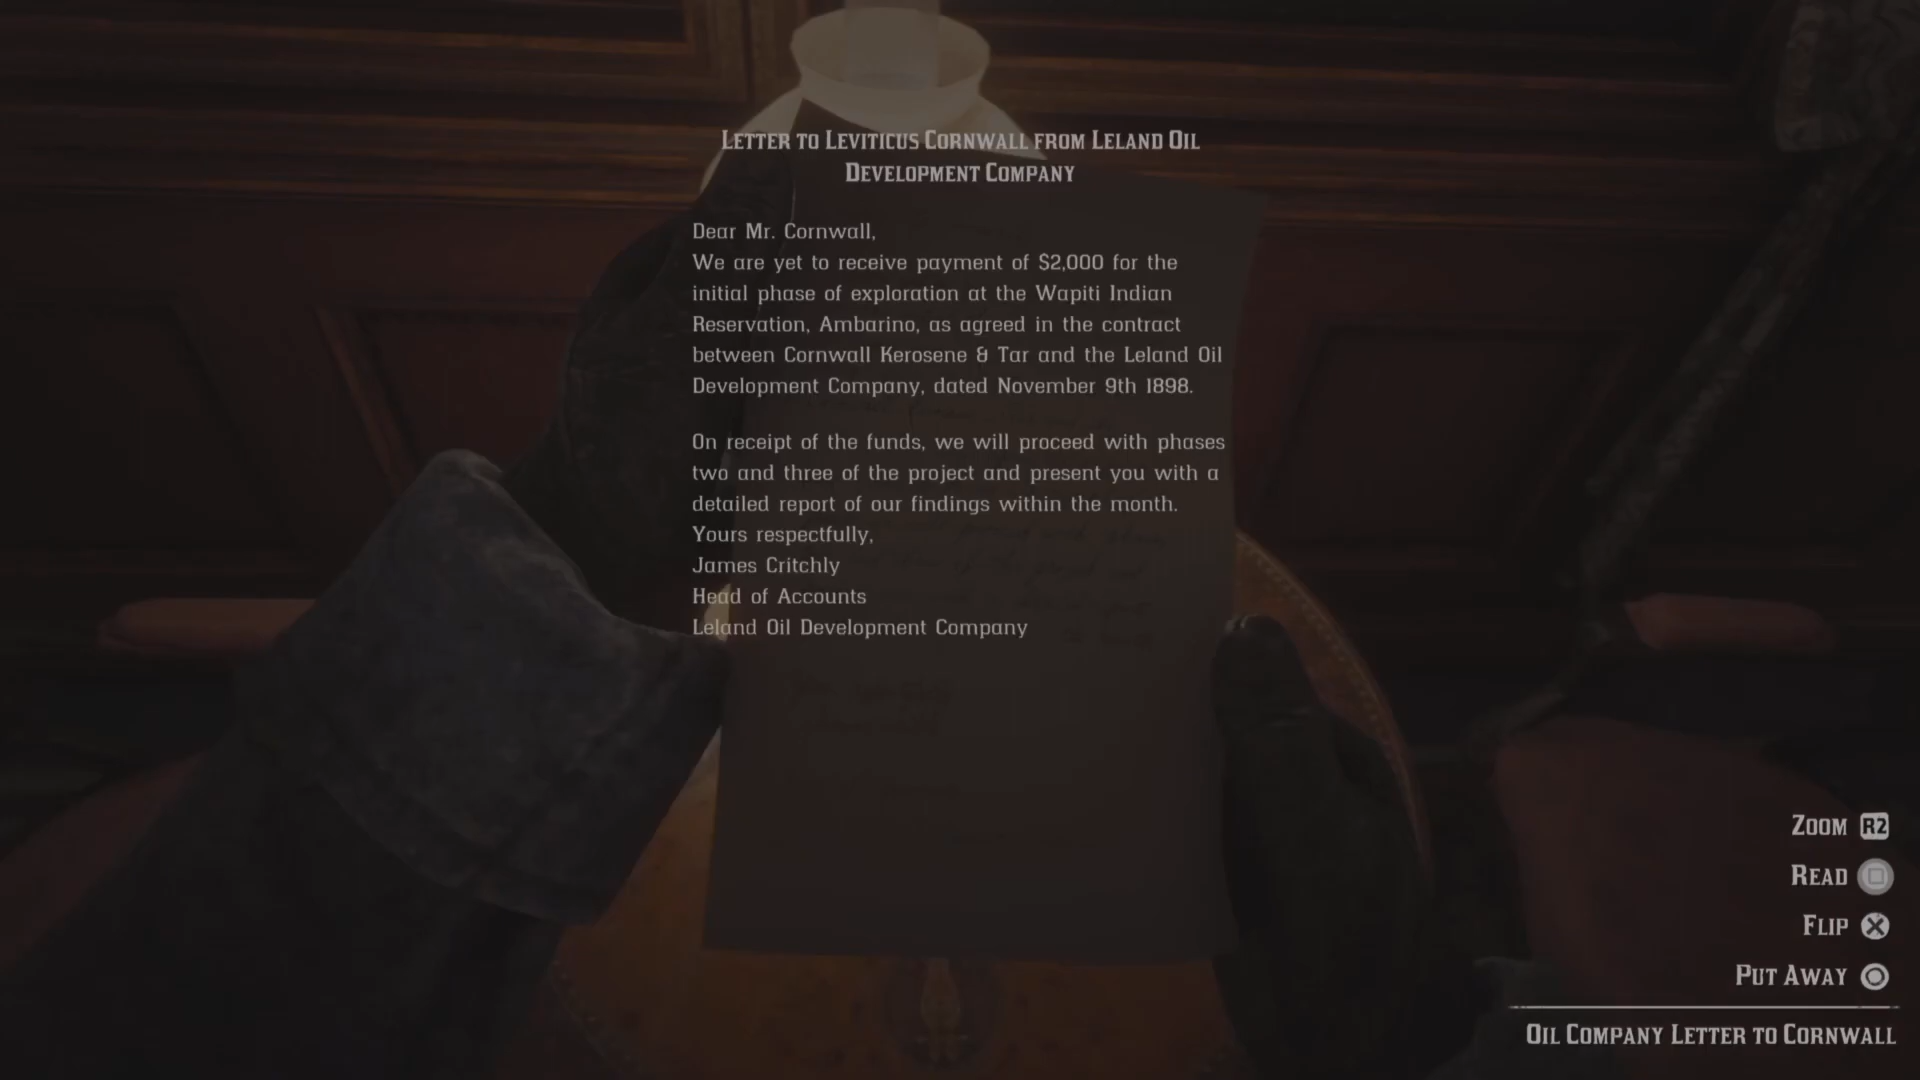 Letter to Leviticus Cornwall from Leland Oil
Development Company
Dear Mr. Cornwall,
We are yet to receive payment of $2,000 for the
initial phase of exploration at the Wapiti Indian
Reservation, Ambarino, as agreed in the contract
between Cornwall Kerosene & Tar and the Leland Oil
Development Company, dated November 9th 1898.
On receipt of the funds, we will proceed with phases
two and three of the project and present you with a
detailed report of our findings within the month.
Yours respectfully,
James Critchly
Head of Accounts
Leland Oil Development Company
Zoom R2
Read
Flip
Put Away
Oil Company Letter to Cornwall